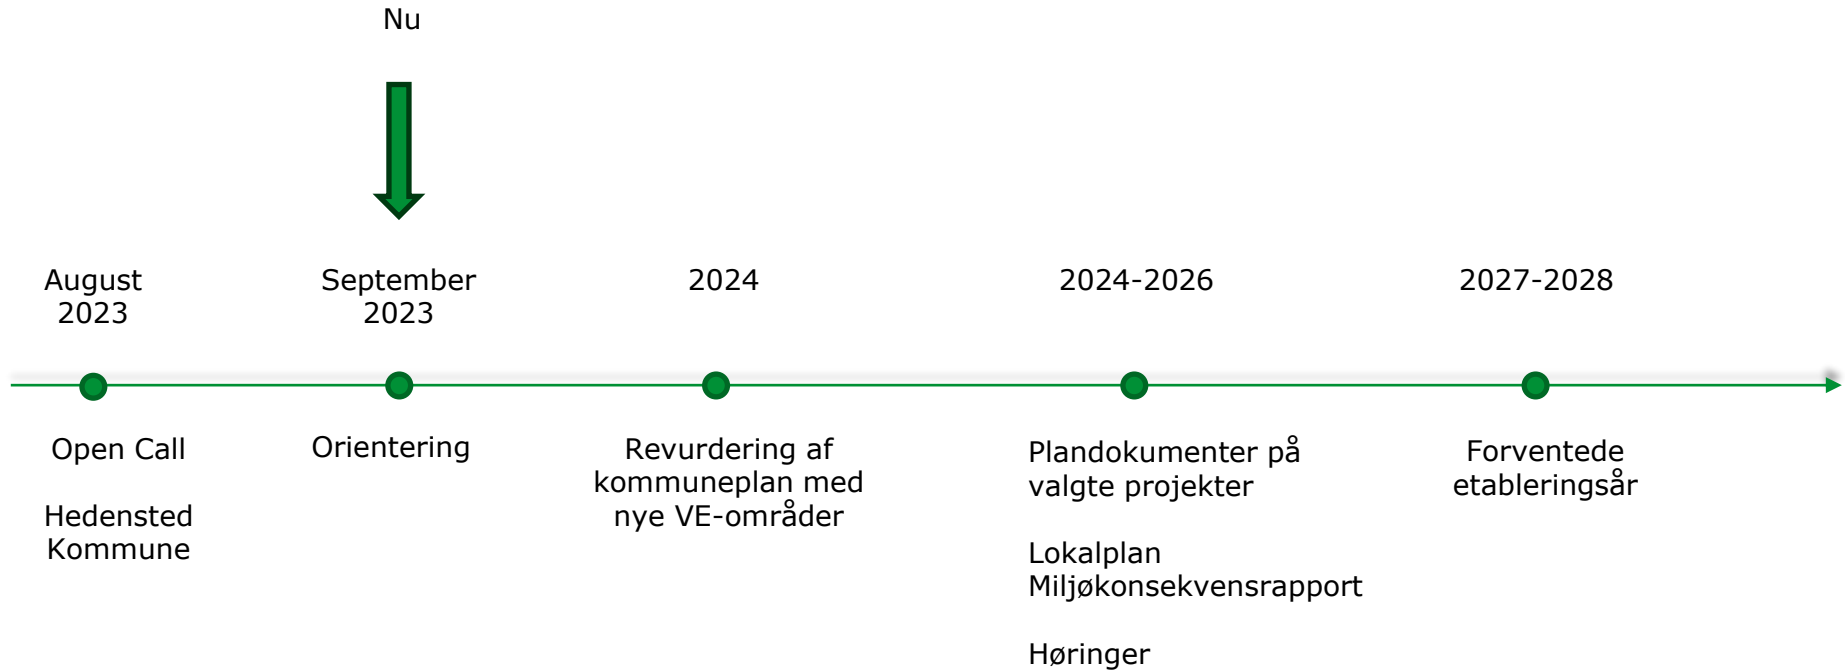 Nu
August
2023
September
2023
2024
2024-2026
2027-2028
Open Call
Hedensted
Kommune
Orientering
Revurdering af
kommuneplan med
nye VE-områder
Plandokumenter på
valgte projekter
Lokalplan
Miljøkonsekvensrapport
Høringer
Forventede
etableringsår